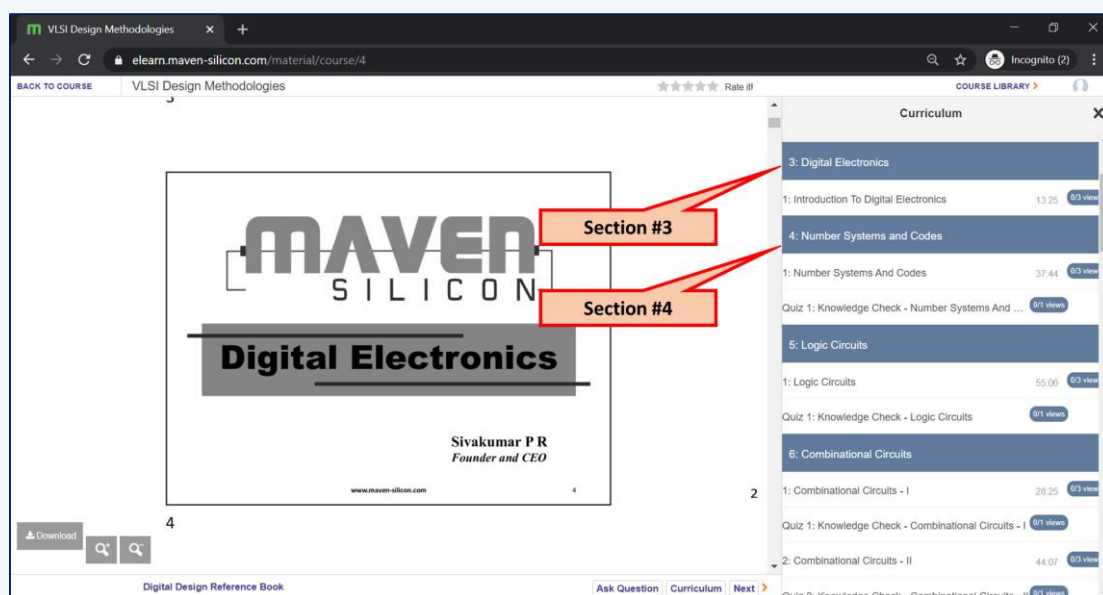 VLSI Design Methodologies
elearn.maven-silicon.com/material/course/4
Incognito (2)
BACK TO COURSE
VLSI Design Methodologies
Rate it!
COURSE LIBRARY
Curriculum
MAVEN
SILICON
Digital Electronics
Sivakumar P R
Founder and CEO
www.maven-silicon.com 4
4
2
Section #3
Section #4
3: Digital Electronics
1: Introduction To Digital Electronics 13:25 0/3 view
4: Number Systems and Codes
1: Number Systems And Codes 37:44 0/3 view
Quiz 1: Knowledge Check - Number Systems And ... 0/1 views
5: Logic Circuits
1: Logic Circuits 55:06 0/3 view
Quiz 1: Knowledge Check - Logic Circuits 0/1 views
6: Combinational Circuits
1: Combinational Circuits - I 28:25 0/3 view
Quiz 1: Knowledge Check - Combinational Circuits - I 0/1 views
2: Combinational Circuits - II 44:07 0/3 view
Download
Digital Design Reference Book
Ask Question
Curriculum
Next